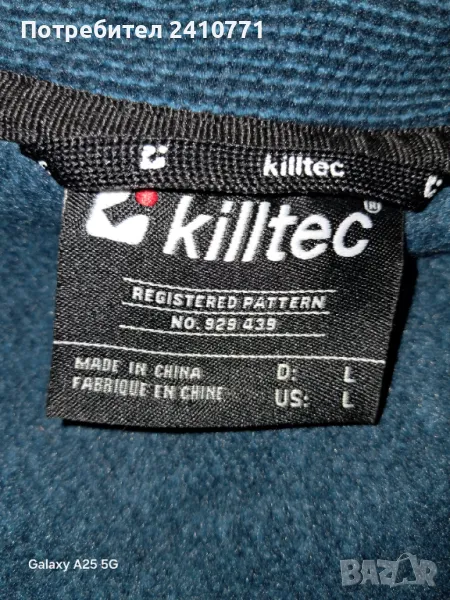 Потребител 2410771
killtec
killtec®
REGISTERED PATTERN
NO. 929 439
MADE IN CHINA
FABRIQUE EN CHINE
D: L
US: L
Galaxy A25 5G
BAZAR